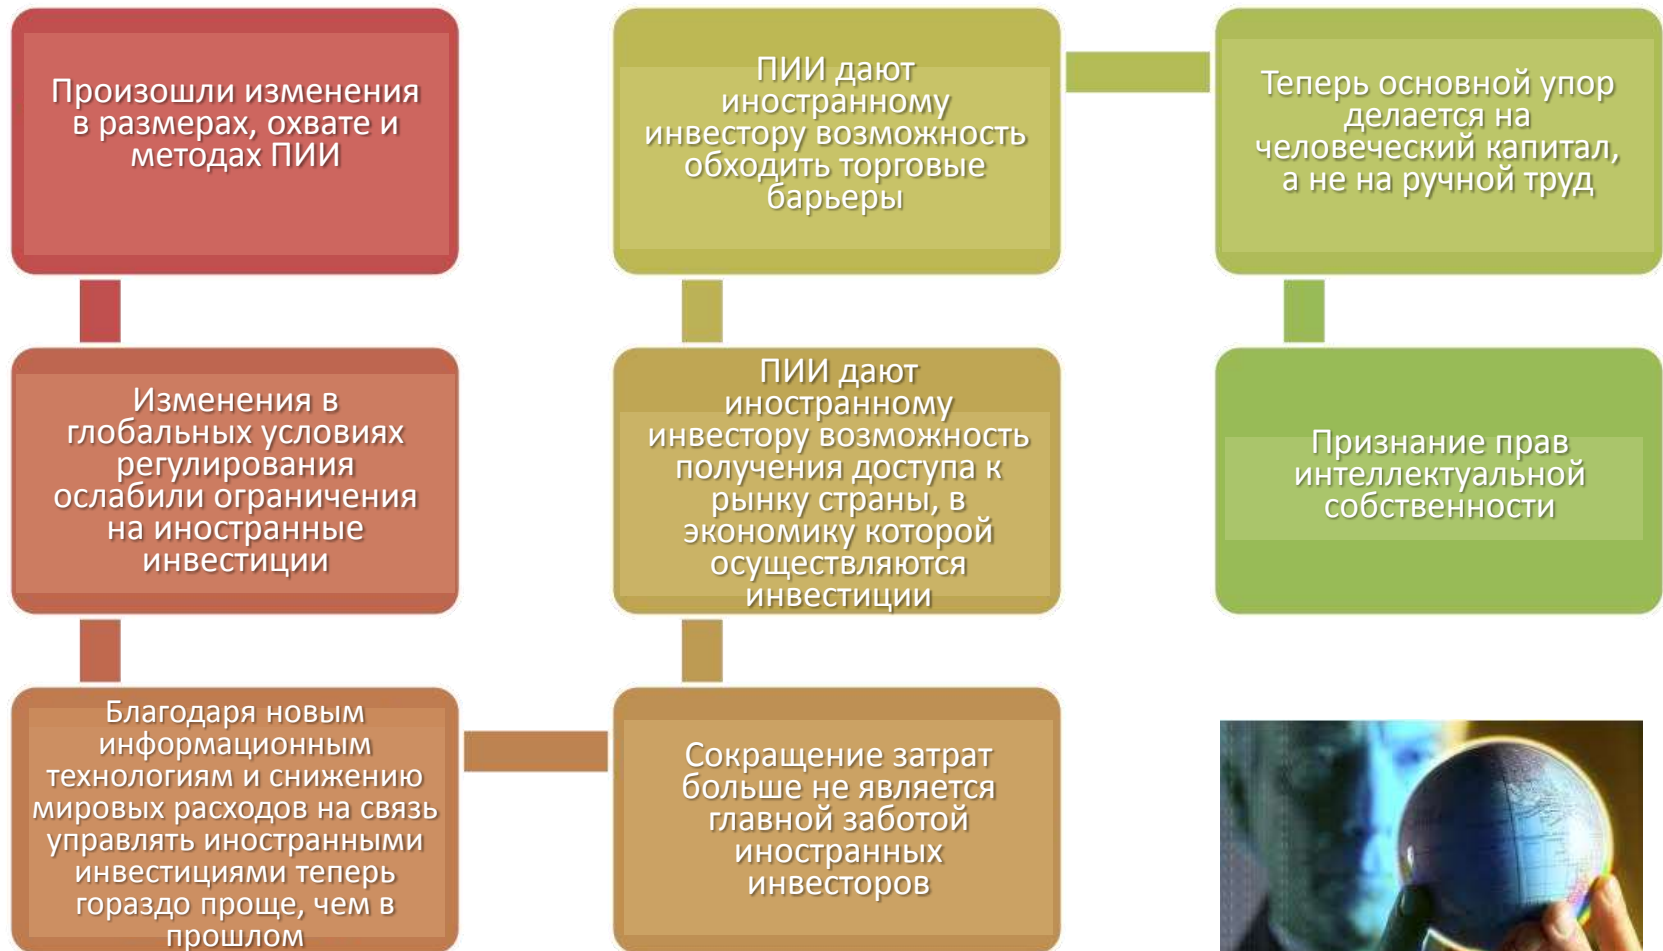 Произошли изменения
в размерах, охвате и
методах ПИИ
Изменения в
глобальных условиях
регулирования
ослабили ограничения
на иностранные
инвестиции
Благодаря новым
информационным
технологиям и снижению
мировых расходов на связь
управлять иностранными
инвестициями теперь
гораздо проще, чем в
прошлом
Сокращение затрат
больше не является
главной заботой
иностранных
инвесторов
ПИИ дают
иностранному
инвестору возможность
получения доступа к
рынку страны, в
экономику которой
осуществляются
инвестиции
ПИИ дают
иностранному
инвестору возможность
обходить торговые
барьеры
Теперь основной упор
делается на
человеческий капитал,
а не на ручной труд
Признание прав
интеллектуальной
собственности